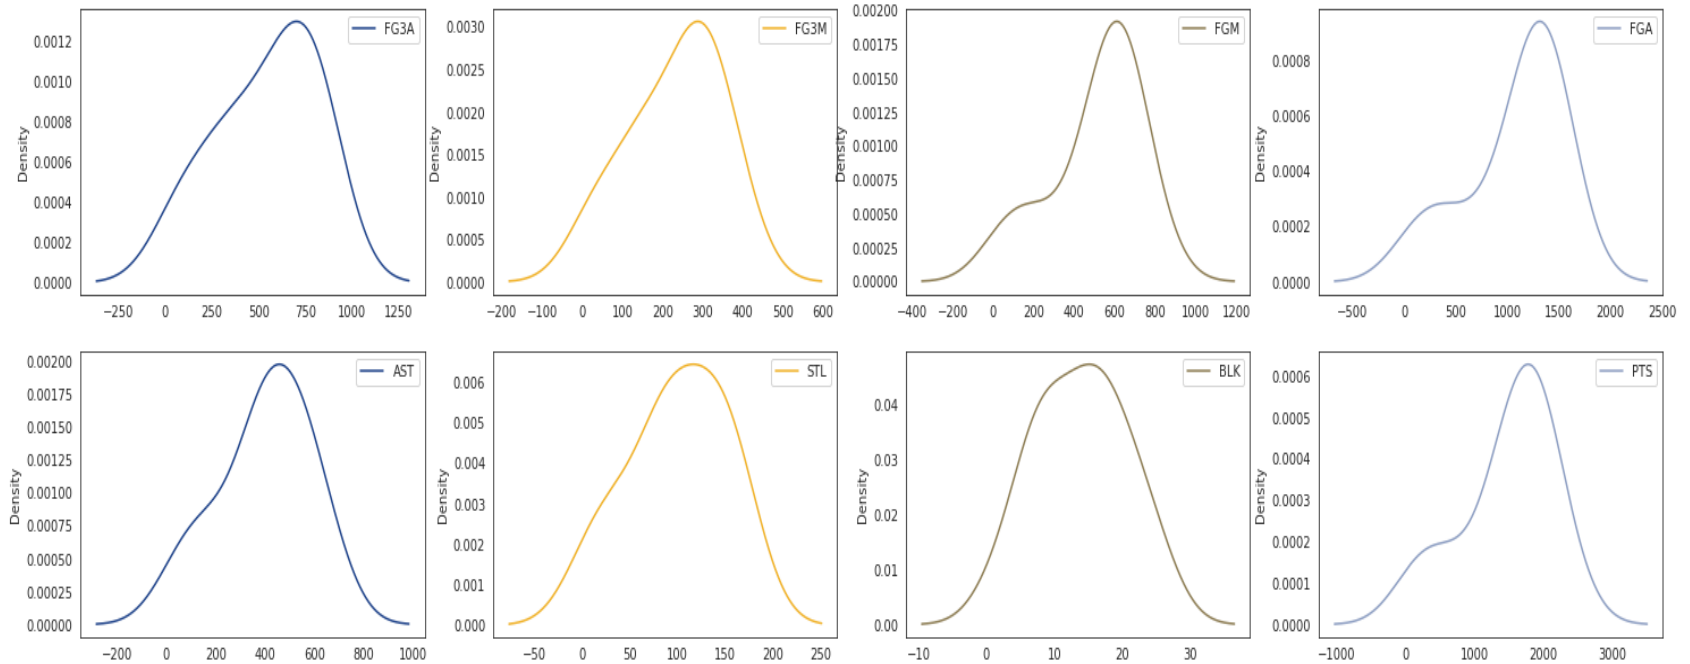 FG3A
0.0012
0.0010
0.0008
0.0006
0.0004
0.0002
0.0000
Density
−250 0 250 500 750 1000 1250
FG3M
0.0030
0.0025
0.0020
0.0015
0.0010
0.0005
0.0000
Density
−200 −100 0 100 200 300 400 500 600
FGM
0.00200
0.00175
0.00150
0.00125
0.00100
0.00075
0.00050
0.00025
0.00000
Density
−400 −200 0 200 400 600 800 1000 1200
FGA
0.0008
0.0006
0.0004
0.0002
0.0000
Density
−500 0 500 1000 1500 2000 2500
AST
0.00200
0.00175
0.00150
0.00125
0.00100
0.00075
0.00050
0.00025
0.00000
Density
−200 0 200 400 600 800 1000
STL
0.006
0.005
0.004
0.003
0.002
0.001
0.000
Density
−50 0 50 100 150 200 250
BLK
0.04
0.03
0.02
0.01
0.00
Density
−10 0 10 20 30
PTS
0.0006
0.0005
0.0004
0.0003
0.0002
0.0001
0.0000
Density
−1000 0 1000 2000 3000